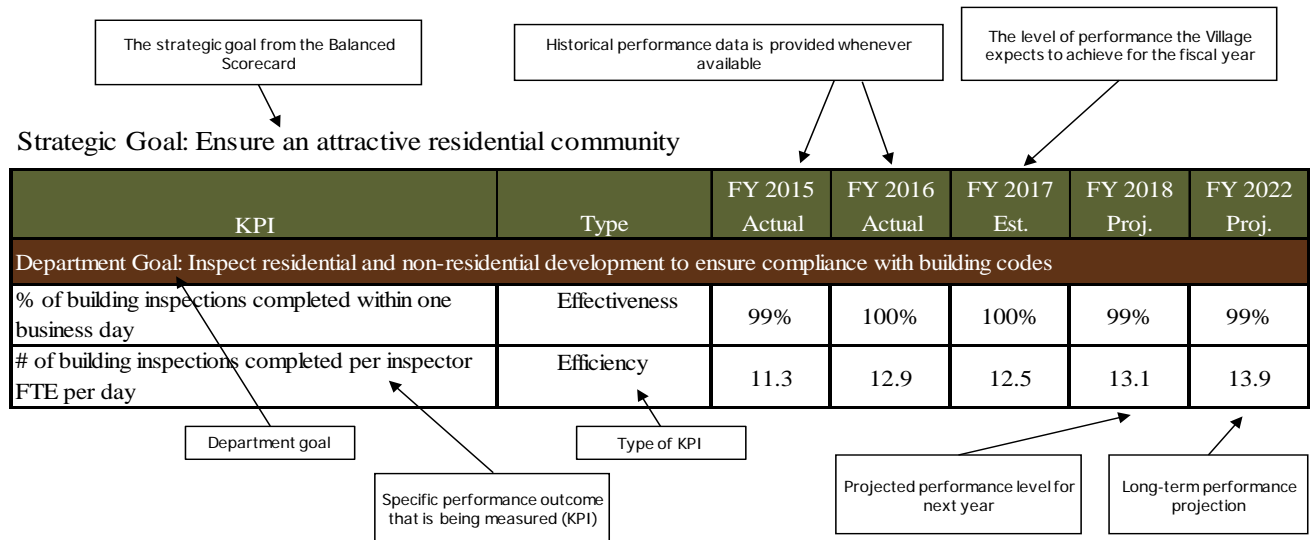 The strategic goal from the Balanced
Scorecard
Historical performance data is provided whenever
available
The level of performance the Village
expects to achieve for the fiscal year
Strategic Goal: Ensure an attractive residential community
KPI Type FY 2015 Actual FY 2016 Actual FY 2017 Est. FY 2018 Proj. FY 2022 Proj.
Department Goal: Inspect residential and non-residential development to ensure compliance with building codes
% of building inspections completed within one
business day
Effectiveness 99% 100% 100% 99% 99%
# of building inspections completed per inspector
FTE per day
Efficiency 11.3 12.9 12.5 13.1 13.9
Department goal
Type of KPI
Specific performance outcome
that is being measured (KPI)
Projected performance level for
next year
Long-term performance
projection